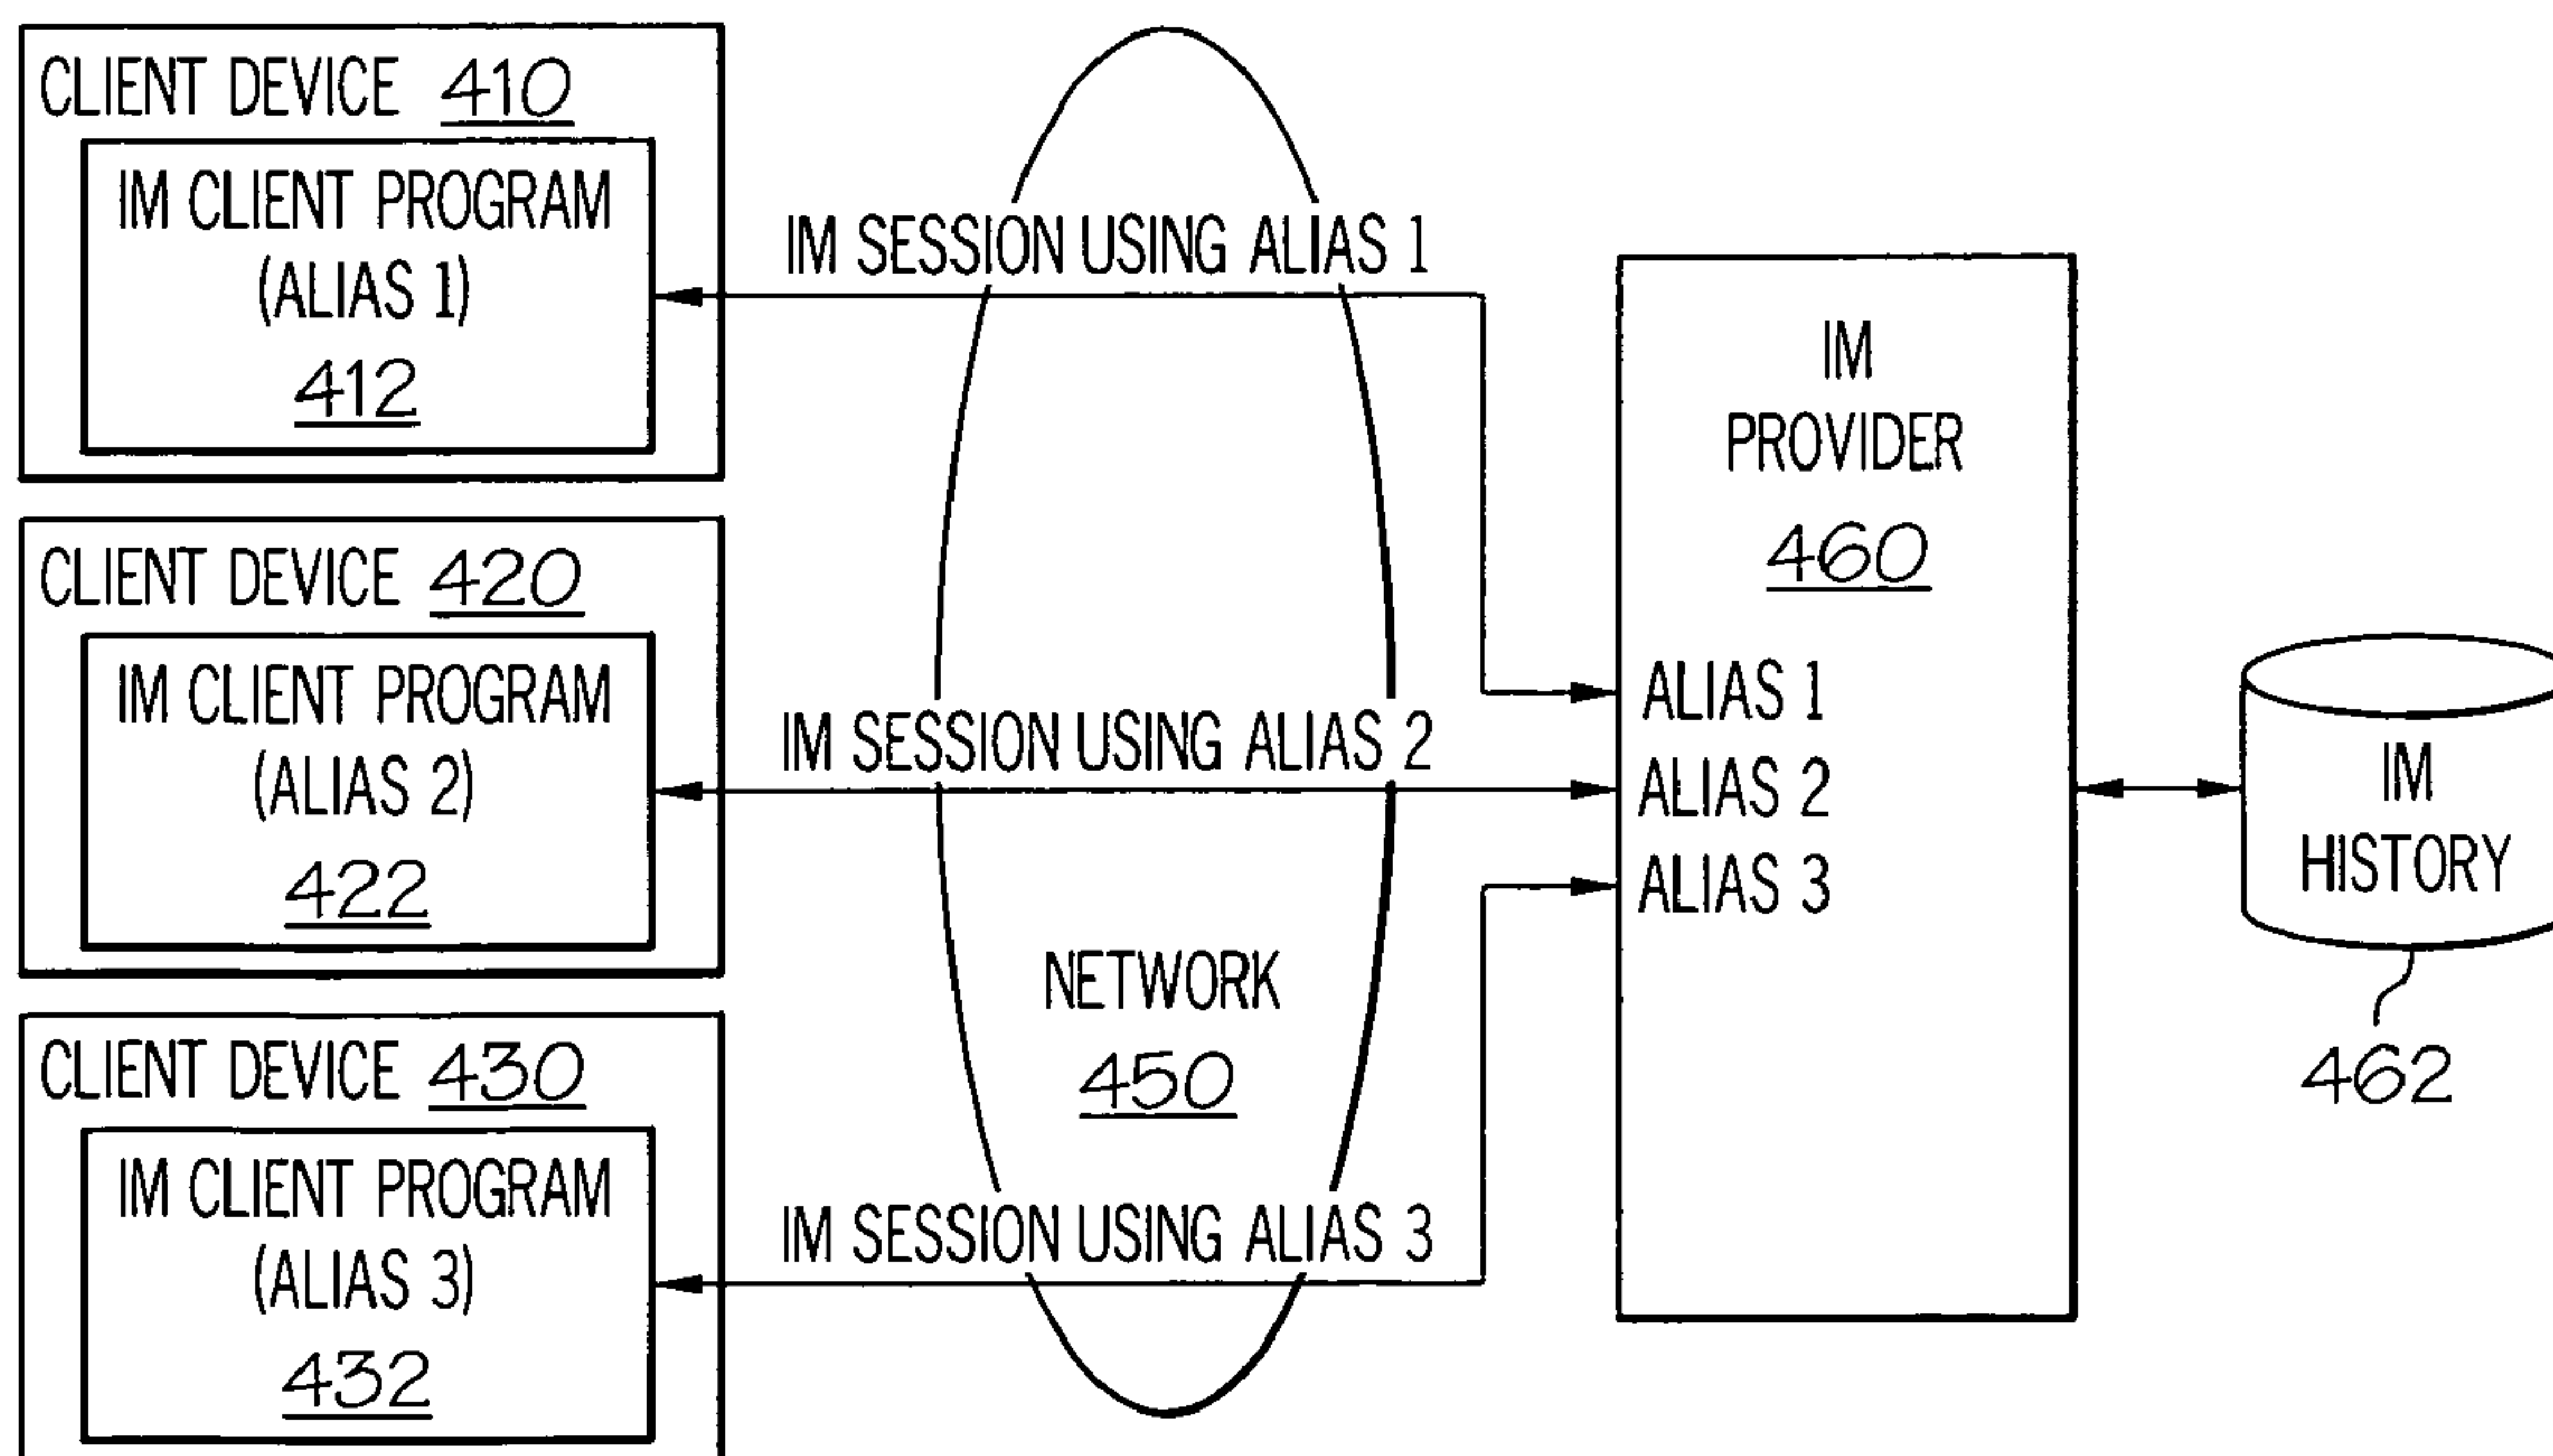 CLIENT DEVICE 410
IM CLIENT PROGRAM
(ALIAS 1)
412
CLIENT DEVICE 420
IM CLIENT PROGRAM
(ALIAS 2)
422
CLIENT DEVICE 430
IM CLIENT PROGRAM
(ALIAS 3)
432
IM SESSION USING ALIAS 1
IM SESSION USING ALIAS 2
NETWORK
450
IM SESSION USING ALIAS 3
IM
PROVIDER
460
ALIAS 1
ALIAS 2
ALIAS 3
IM
HISTORY
462